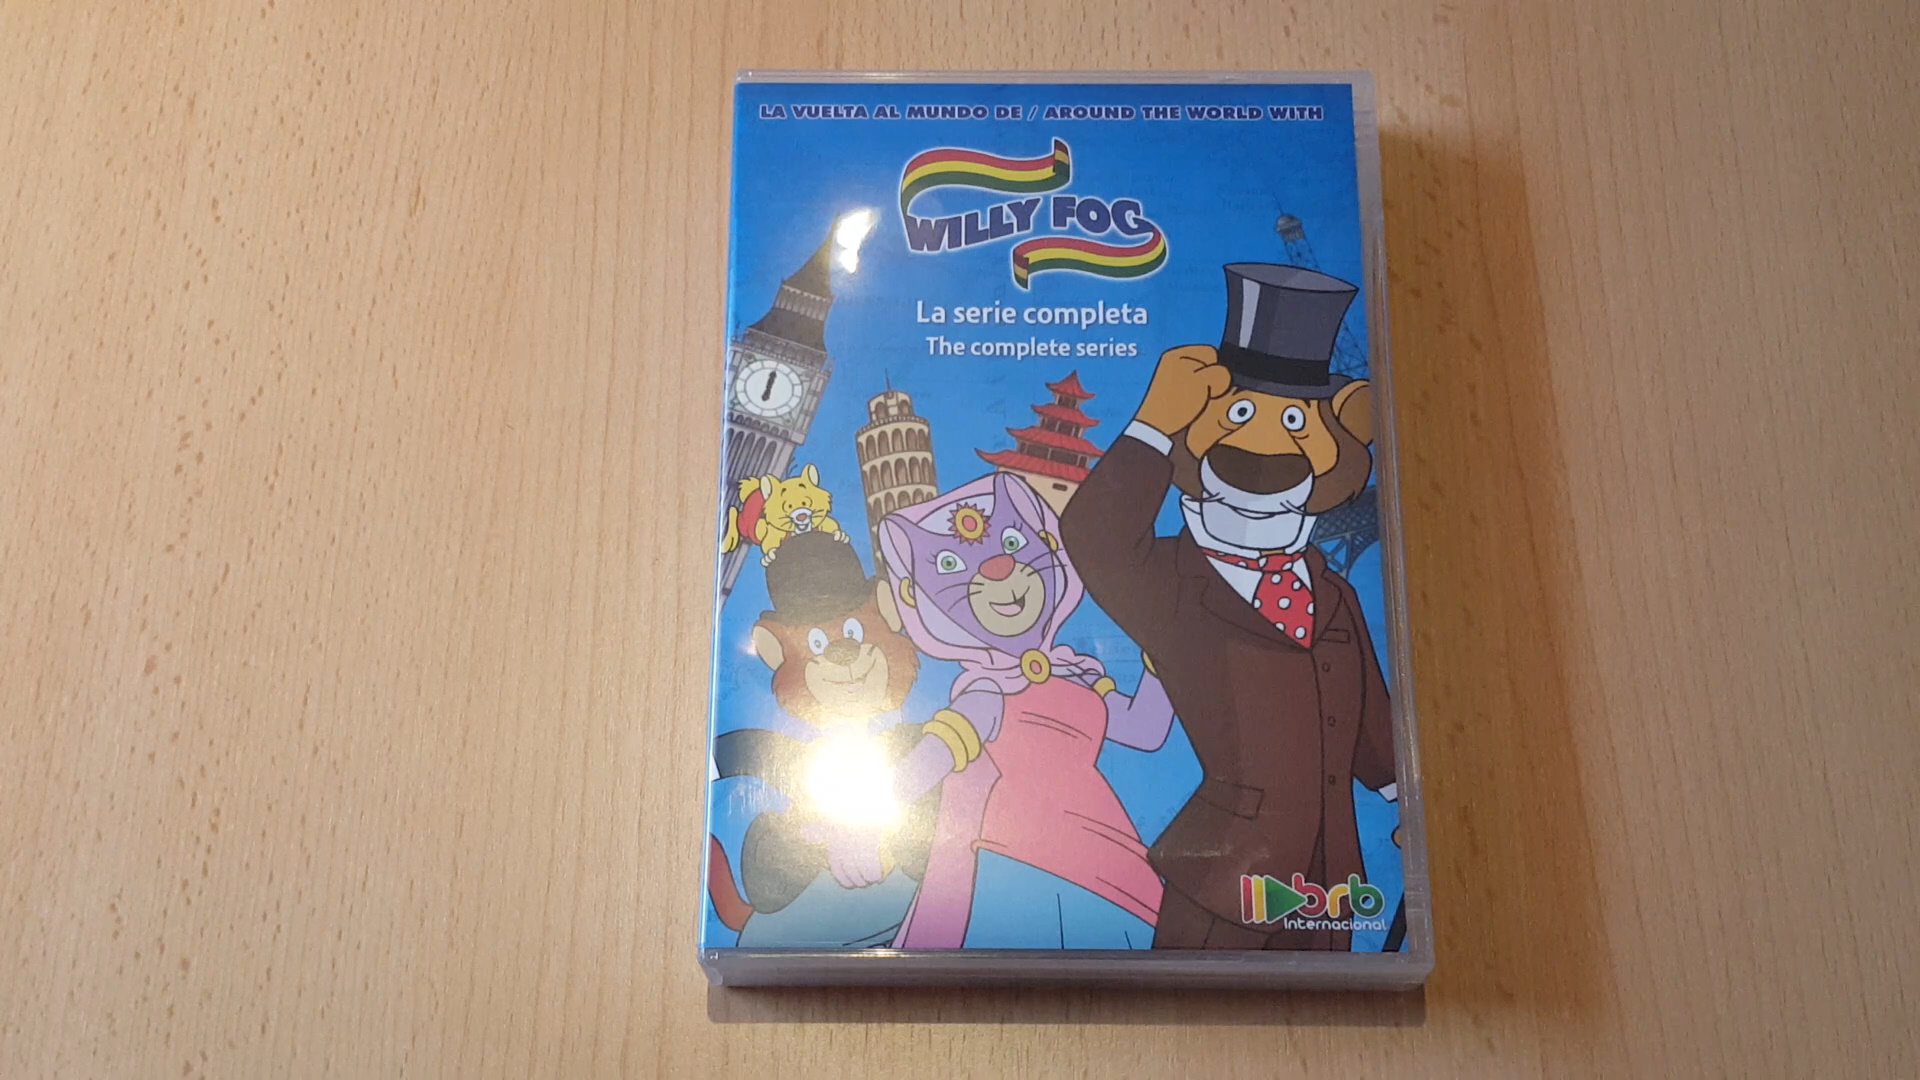 LA VUELTA AL MUNDO DE / AROUND THE WORLD WITH
WILLY FOG
La serie completa
The complete series
brb
Internacional